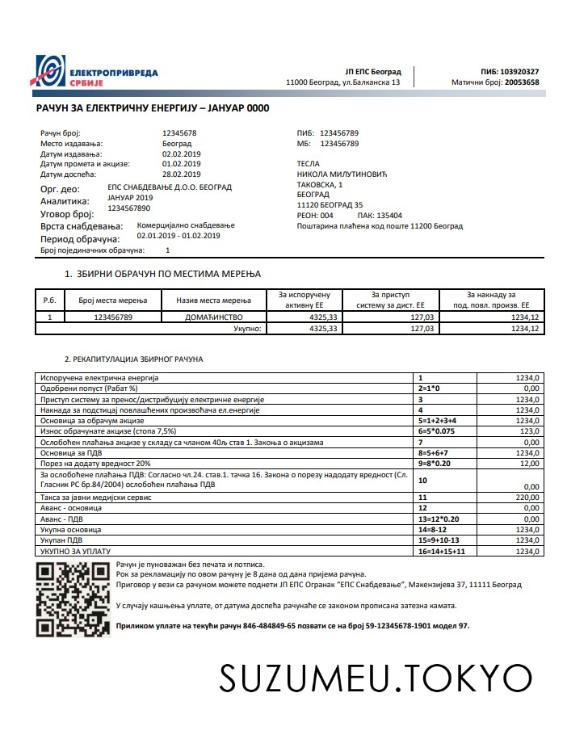 ЕЛЕКТРОПРИВРЕДА
СРБИЈЕ
ЈП ЕПС Београд
11000 Београд, ул.Балканска 13
ПИБ: 103920327
Матични број: 20053658
РАЧУН ЗА ЕЛЕКТРИЧНУ ЕНЕРГИЈУ – ЈАНУАР 0000
Рачун број: 12345678
Место издавања: Београд
Датум издавања: 02.02.2019
Датум промета и акцизе: 01.02.2019
Датум доспећа: 28.02.2019
Орг. део: ЕПС СНАБДЕВАЊЕ Д.О.О. БЕОГРАД
Аналитика: ЈАНУАР 2019
Уговор број: 1234567890
Врста снабдевања: Комерцијално снабдевање
Период обрачуна: 02.01.2019 - 01.02.2019
Број појединачних обрачуна: 1
ПИБ: 123456789
МБ: 123456789
ТЕСЛА
НИКОЛА МИЛУТИНОВИЋ
ТАКОВСКА, 1
БЕОГРАД
11120 БЕОГРАД 35
РЕОН: 004 ПАК: 135404
Поштарина плаћена код поште 11200 Београд
1. ЗБИРНИ ОБРАЧУН ПО МЕСТИМА МЕРЕЊА
Р.б. Број места мерења Назив места мерења За испоручену активну ЕЕ За приступ систему за дист. ЕЕ За накнаду за под. повл. произв. ЕЕ
1 123456789 ДОМАЋИНСТВО 4325,33 127,03 1234,12
Укупно: 4325,33 127,03 1234,12
2. РЕКАПИТУЛАЦИЈА ЗБИРНОГ РАЧУНА
Испоручена електрична енергија 1 1234,0
Одобрени попуст (Рабат %) 2=1*0 0,00
Приступ систему за пренос/дистрибуцију електричне енергије 3 1234,0
Накнада за подстицај повлашћених произвођача ел.енергије 4 1234,0
Основица за обрачум акцизе 5=1+2+3+4 1234,0
Износ обрачунате акцизе (стопа 7,5%) 6=5*0.075 123,0
Ослобођен плаћања акцизе у складу са чланом 40љ став 1. Закоња о акцизама 7 0,00
Основица за ПДВ 8=5+6+7 1234,0
Порез на додату вредност 20% 9=8*0.20 12,00
За ослобођене плаћања ПДВ: Согласно чл.24. став.1. тачка 16. Закона о порезу надодату вредност (Сл.
Гласник РС бр.84/2004) ослобођен плаћања ПДВ 10 0,00
Такса за јавни медијски сервис 11 220,00
Аванс - основица 12 0,00
Аванс - ПДВ 13=12*0.20 0,00
Укупна основица 14=8-12 1234,0
Укупан ПДВ 15=9+10-13 1234,0
УКУПНО ЗА УПЛАТУ 16=14+15+11 1234,0
Рачун је пуноважан без печата и потписа.
Рок за рекламацију по овом рачуну је 8 дана од дана пријема рачуна.
Приговор у вези са рачуном можете поднети ЈП ЕПС Огранак “ЕПС Снабдевање”, Макензијева 37, 11111 Београд
У случају кашњења уплате, от датума доспећа рачунаће се законом прописана затезна камата.
Приликом уплате на текући рачун 846-484849-65 позвати се на број 59-12345678-1901 модел 97.
SUZUMEU.TOKYO